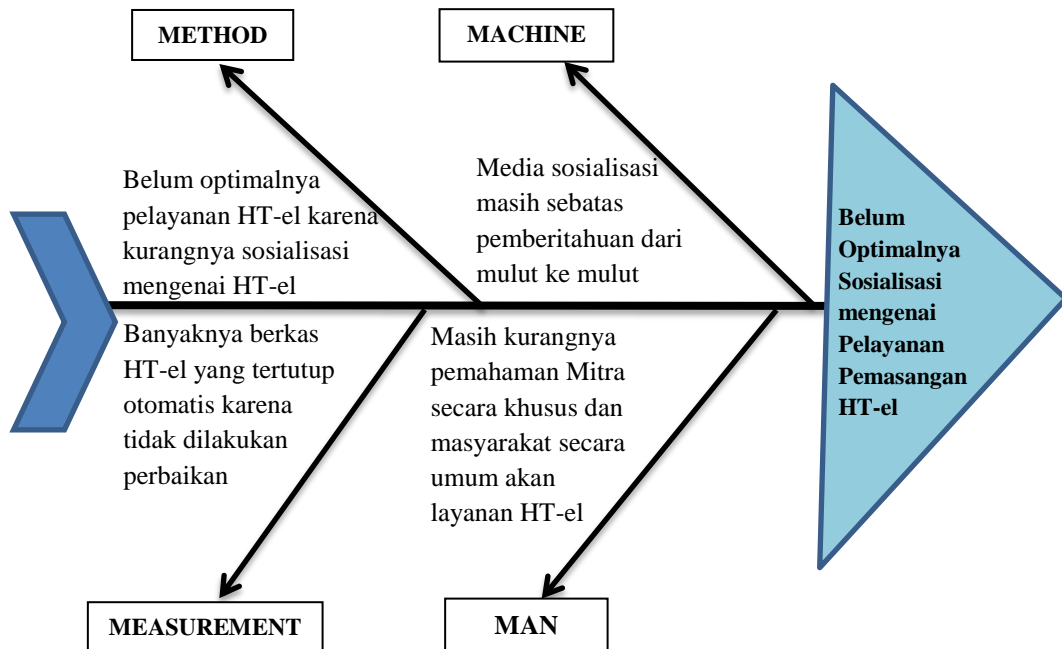 METHOD
MACHINE
Belum optimalnya
pelayanan HT-el karena
kurangnya sosialisasi
mengenai HT-el
Media sosialisasi
masih sebatas
pemberitahuan dari
mulut ke mulut
Banyaknya berkas
HT-el yang tertutup
otomatis karena
tidak dilakukan
perbaikan
Masih kurangnya
pemahaman Mitra
secara khusus dan
masyarakat secara
umum akan
layanan HT-el
Belum
Optimalnya
Sosialisasi
mengenai
Pelayanan
Pemasangan
HT-el
MEASUREMENT
MAN